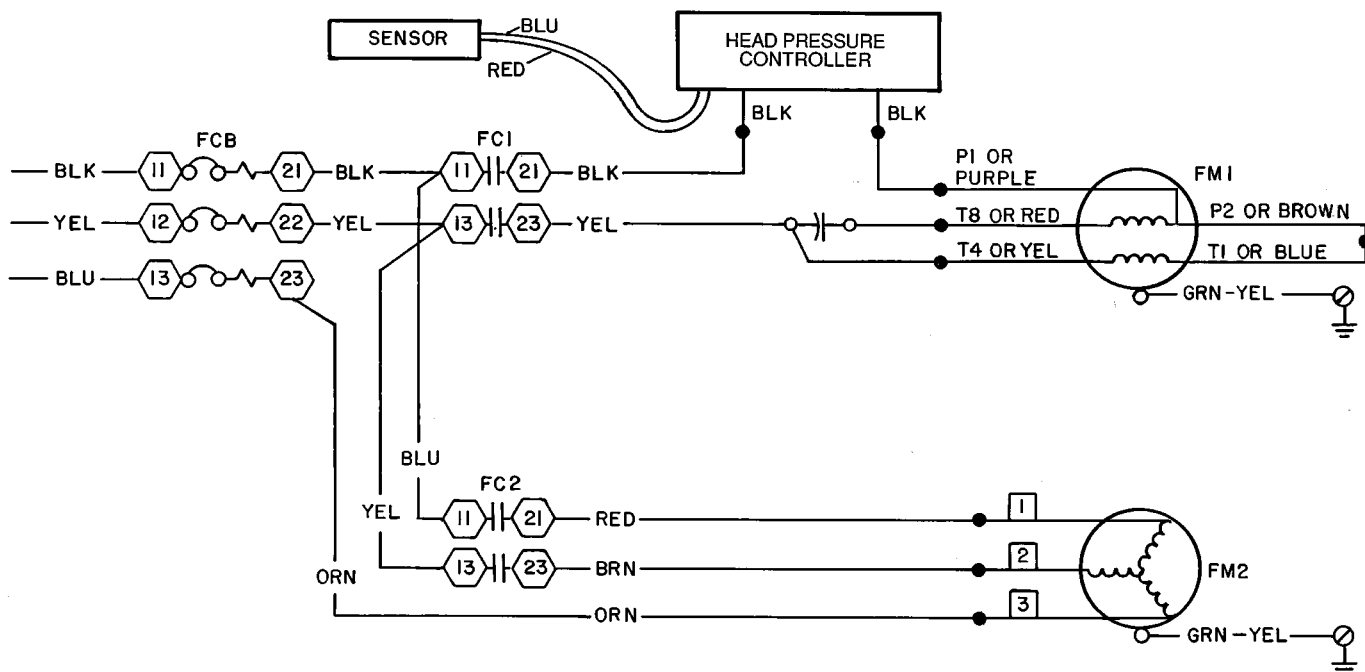 SENSOR
BLU
RED
HEAD PRESSURE
CONTROLLER
BLK
BLK
FCB
FC1
BLK
11
21
BLK
11
21
BLK
P1 OR
PURPLE
FM1
YEL
12
22
YEL
13
23
YEL
T8 OR RED
P2 OR BROWN
BLU
13
23
T4 OR YEL
T1 OR BLUE
GRN-YEL
BLU
FC2
YEL
11
21
RED
1
13
23
BRN
2
FM2
ORN
ORN
3
GRN-YEL